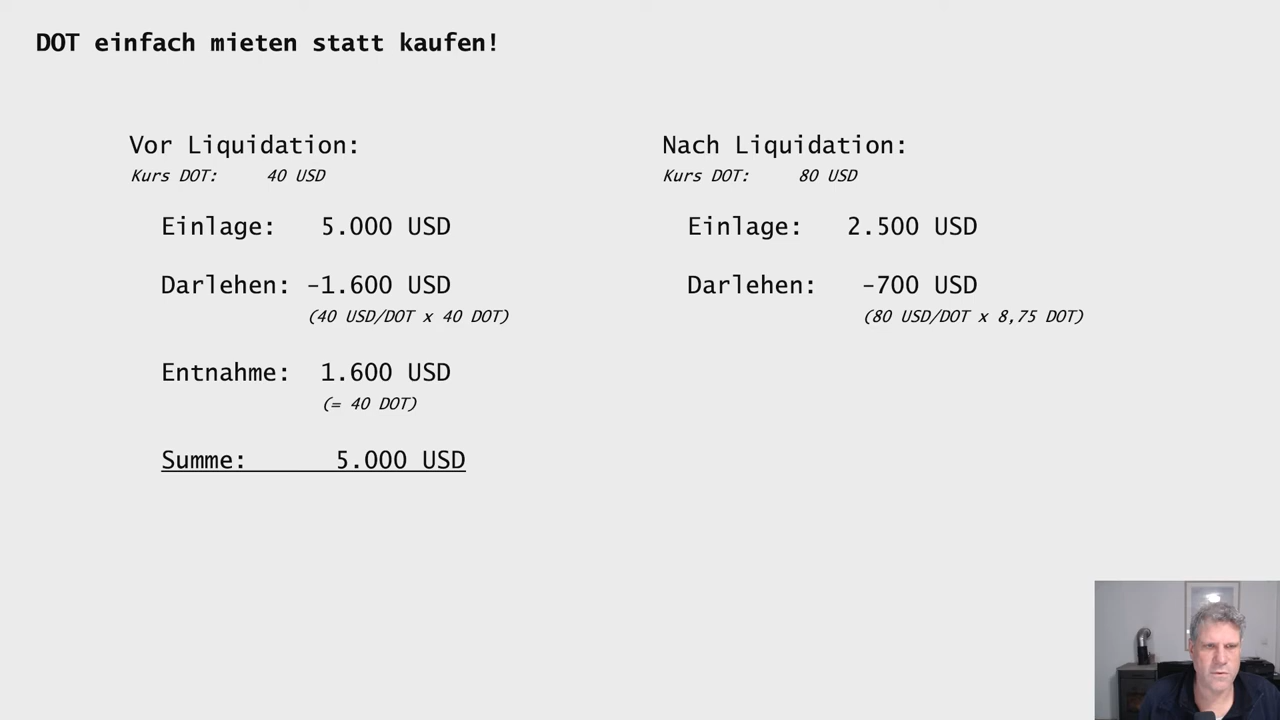 DOT einfach mieten statt kaufen!
Vor Liquidation:
Kurs DOT: 40 USD
Einlage: 5.000 USD
Darlehen: -1.600 USD
(40 USD/DOT x 40 DOT)
Entnahme: 1.600 USD
(= 40 DOT)
Summe: 5.000 USD
Nach Liquidation:
Kurs DOT: 80 USD
Einlage: 2.500 USD
Darlehen: -700 USD
(80 USD/DOT x 8,75 DOT)